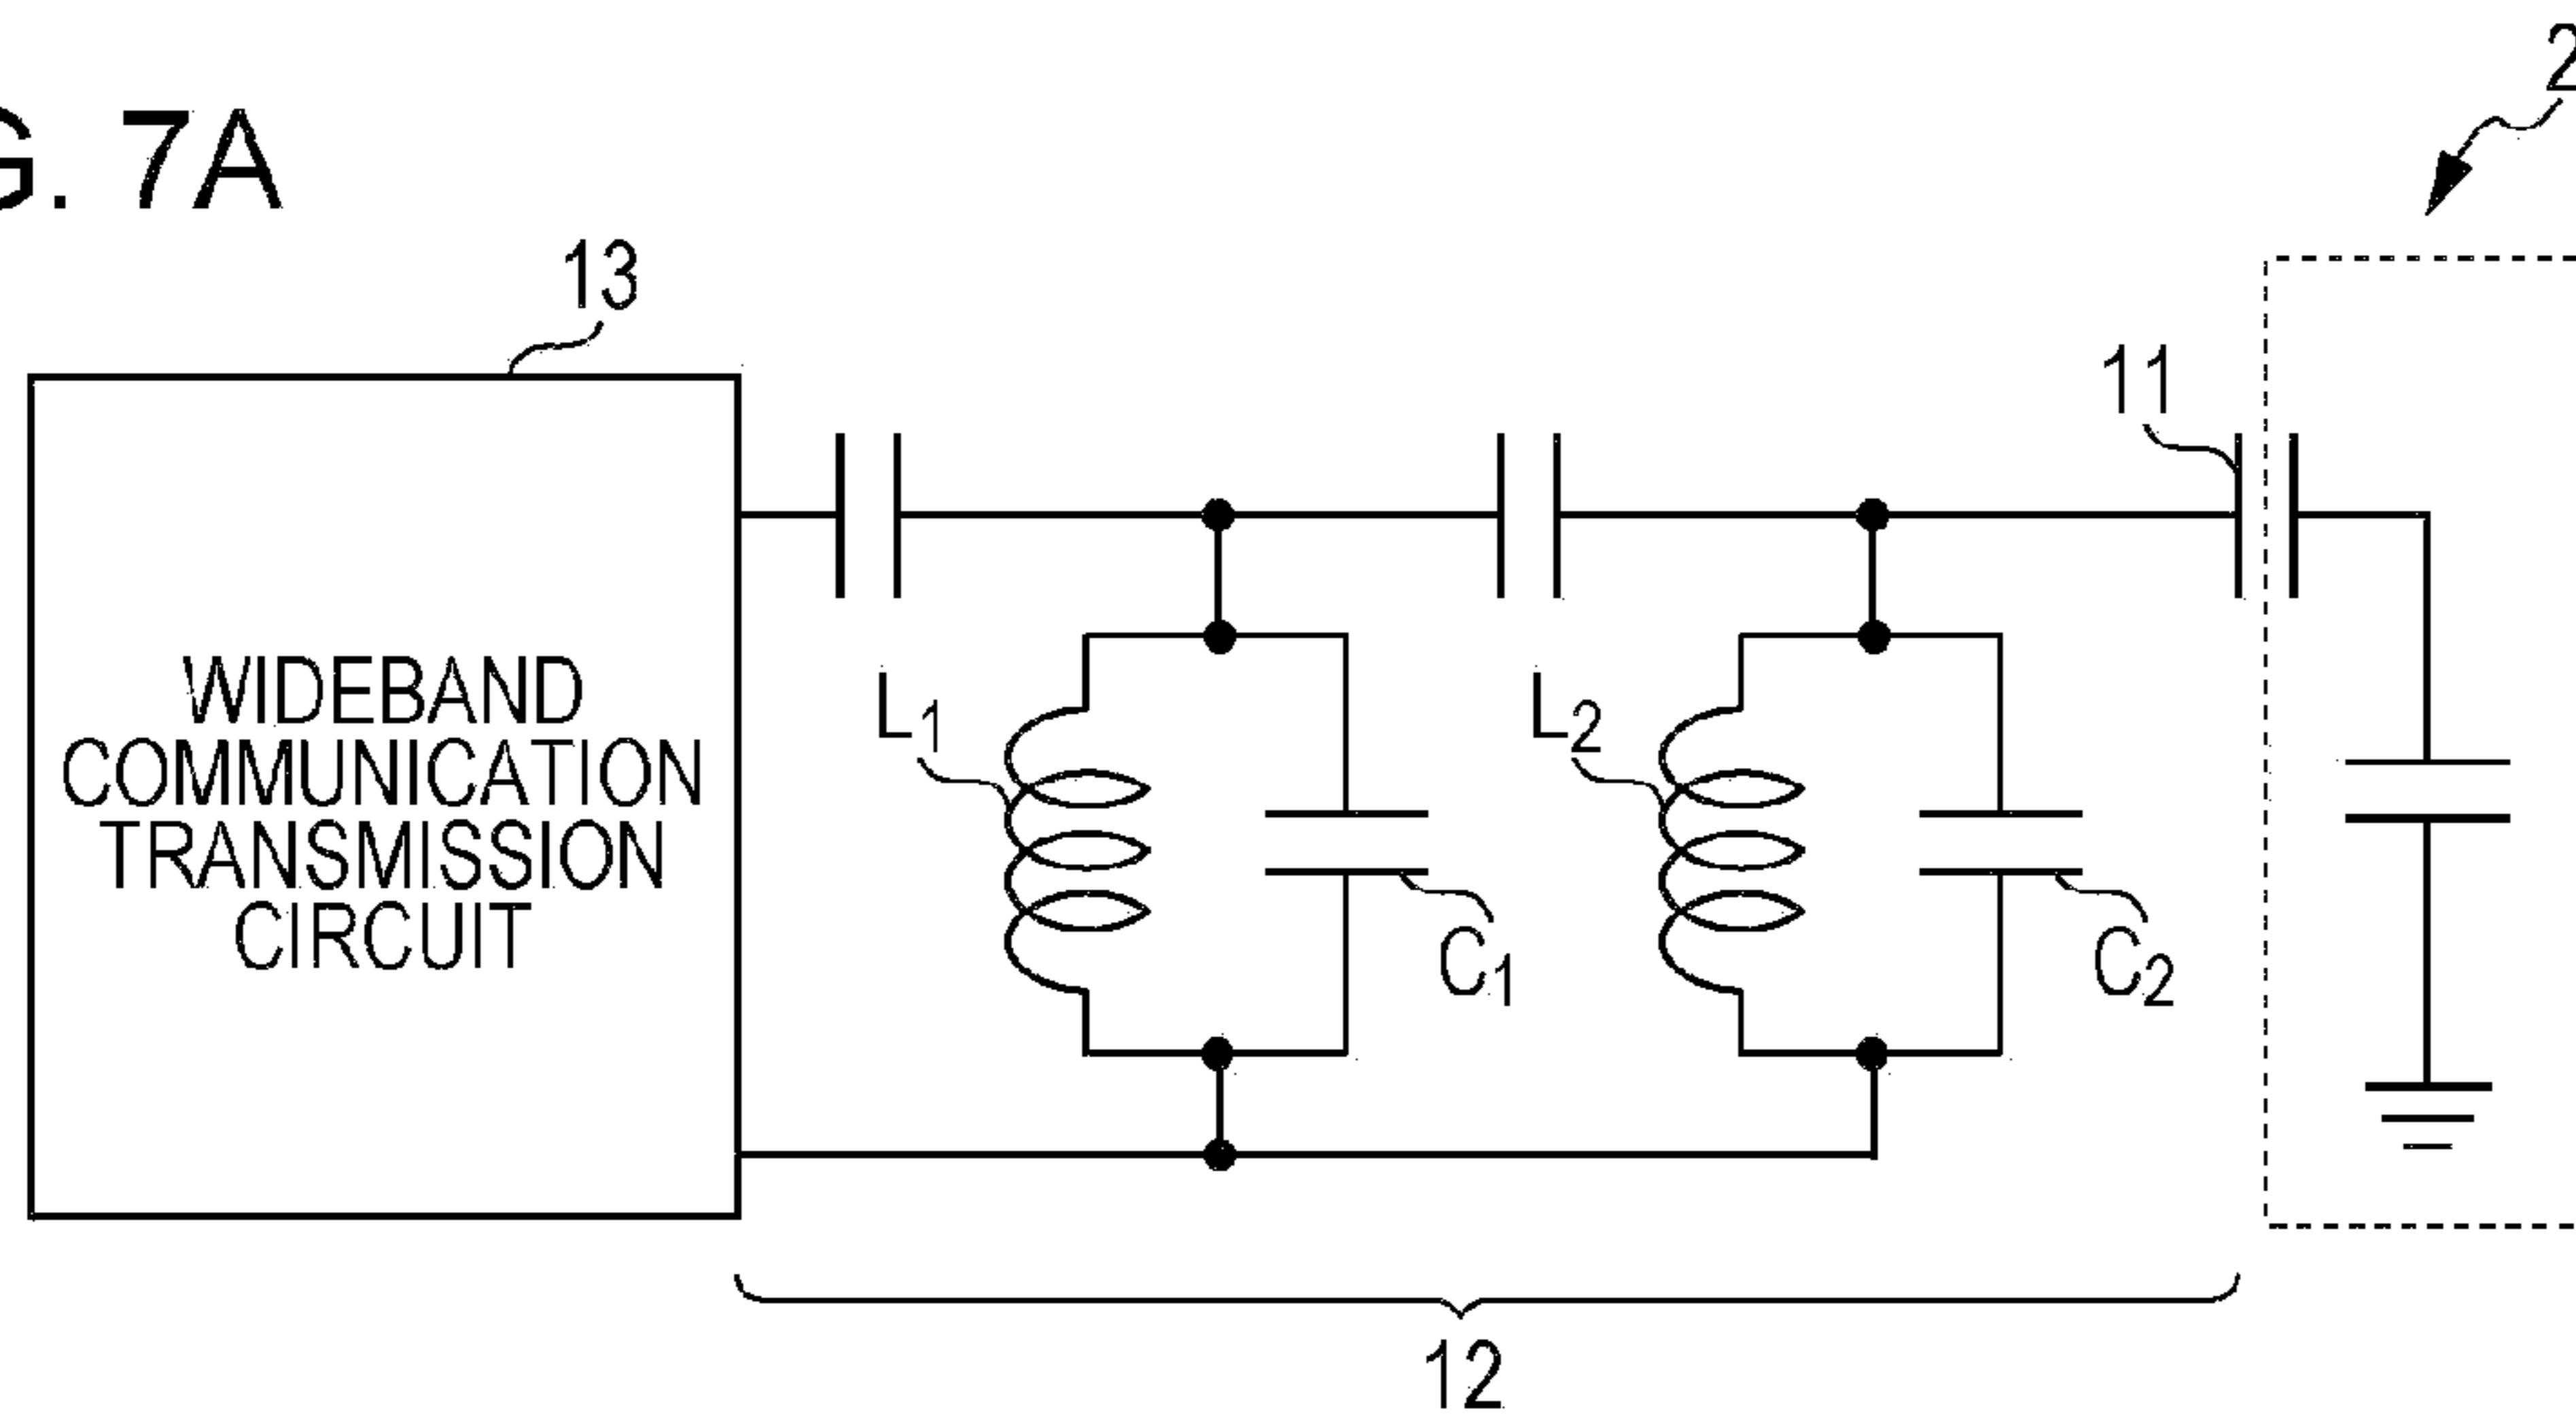 G. 7A
2
13
11
WIDEBAND
COMMUNICATION
TRANSMISSION
CIRCUIT
L1
C1
L2
C2
12